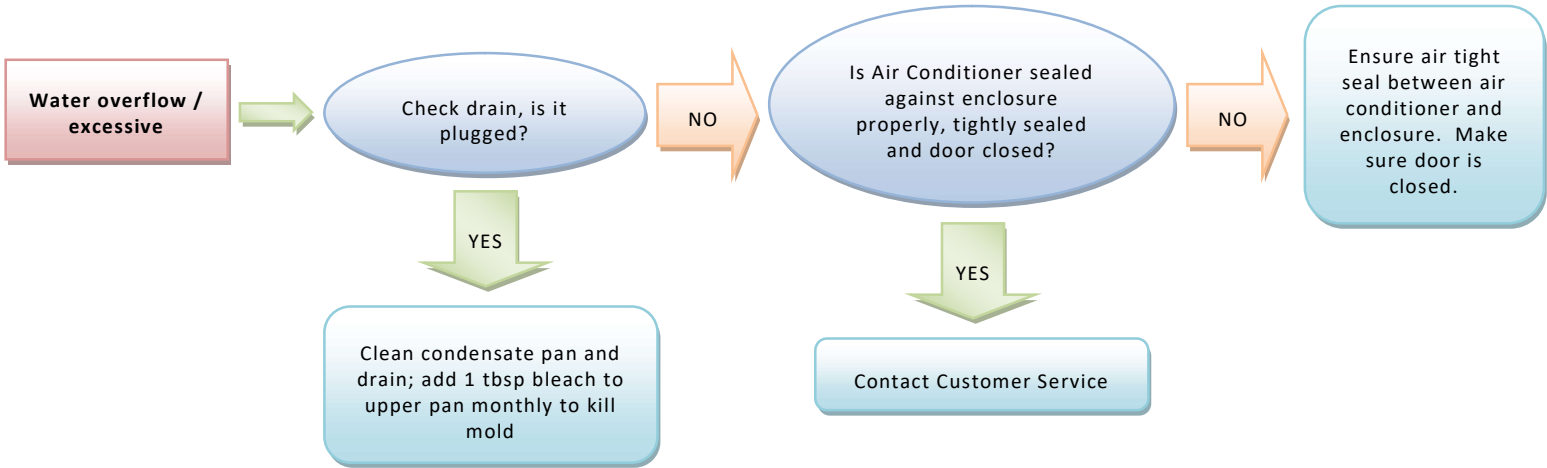 Water overflow /
excessive
Check drain, is it
plugged?
NO
Is Air Conditioner sealed
against enclosure
properly, tightly sealed
and door closed?
NO
Ensure air tight
seal between air
conditioner and
enclosure.  Make
sure door is
closed.
YES
Clean condensate pan and
drain; add 1 tbsp bleach to
upper pan monthly to kill
mold
YES
Contact Customer Service